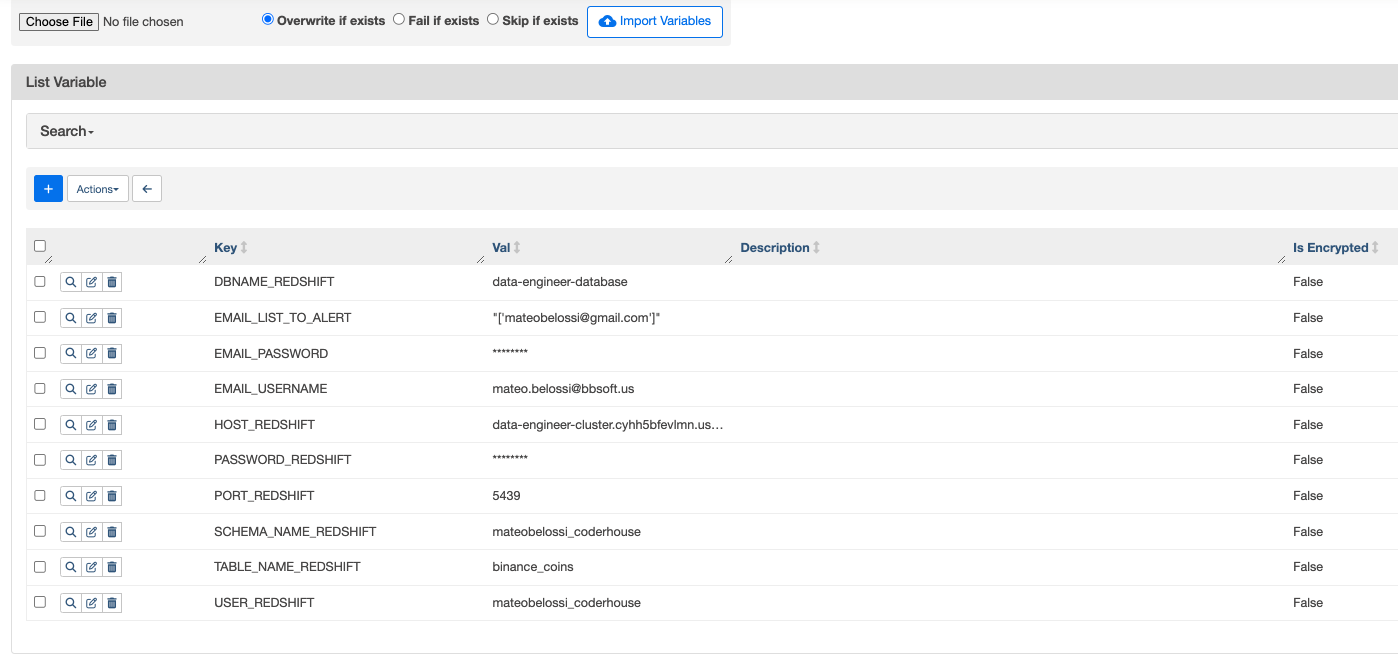 Choose File No file chosen Overwrite if exists Fail if exists Skip if exists Import Variables
List Variable
Search
+ Actions
Key Val Description Is Encrypted
DBNAME_REDSHIFT data-engineer-database False
EMAIL_LIST_TO_ALERT "['mateobelossi@gmail.com']" False
EMAIL_PASSWORD ******** False
EMAIL_USERNAME mateo.belossi@bbsoft.us False
HOST_REDSHIFT data-engineer-cluster.cyhh5bfevlmn.us... False
PASSWORD_REDSHIFT ******** False
PORT_REDSHIFT 5439 False
SCHEMA_NAME_REDSHIFT mateobelossi_coderhouse False
TABLE_NAME_REDSHIFT binance_coins False
USER_REDSHIFT mateobelossi_coderhouse False